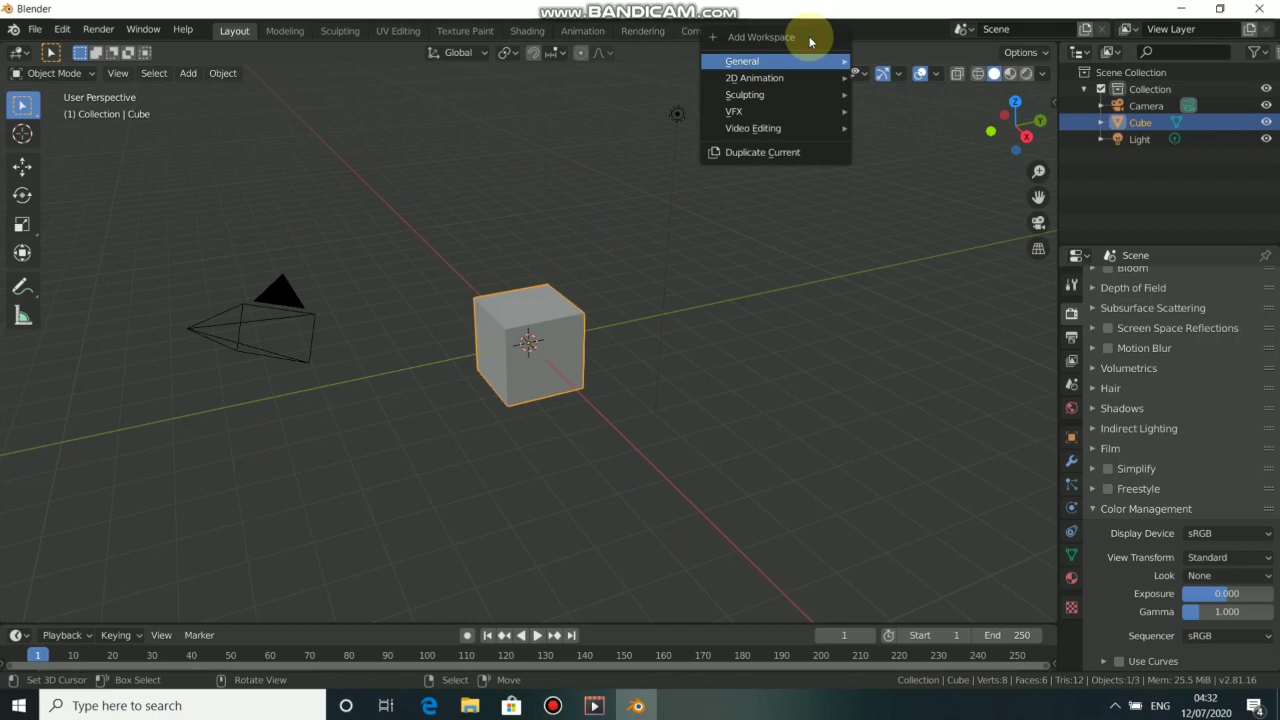 Blender
www.BANDICAM.com
File Edit Render Window Help
Layout Modeling Sculpting UV Editing Texture Paint Shading Animation Rendering Com
Scene
View Layer
Add Workspace
General
2D Animation
Sculpting
VFX
Video Editing
Duplicate Current
Global
Options
Object Mode View Select Add Object
User Perspective
(1) Collection | Cube
Scene Collection
Collection
Camera
Cube
Light
Scene
Bloom
Depth of Field
Subsurface Scattering
Screen Space Reflections
Motion Blur
Volumetrics
Hair
Shadows
Indirect Lighting
Film
Simplify
Freestyle
Color Management
Display Device sRGB
View Transform Standard
Look None
Exposure 0.000
Gamma 1.000
Sequencer sRGB
Use Curves
X
Y
Z
Playback Keying View Marker
1 Start 1 End 250
1 10 20 30 40 50 60 70 80 90 100 110 120 130 140 150 160 170 180 190 200 210 220 230 240 250
Set 3D Cursor Box Select Rotate View Select Move
Collection | Cube | Verts:8 | Faces:6 | Tris:12 | Objects:1/3 | Mem: 25.5 MiB | v2.81.16
Type here to search
ENG
04:32
12/07/2020
4